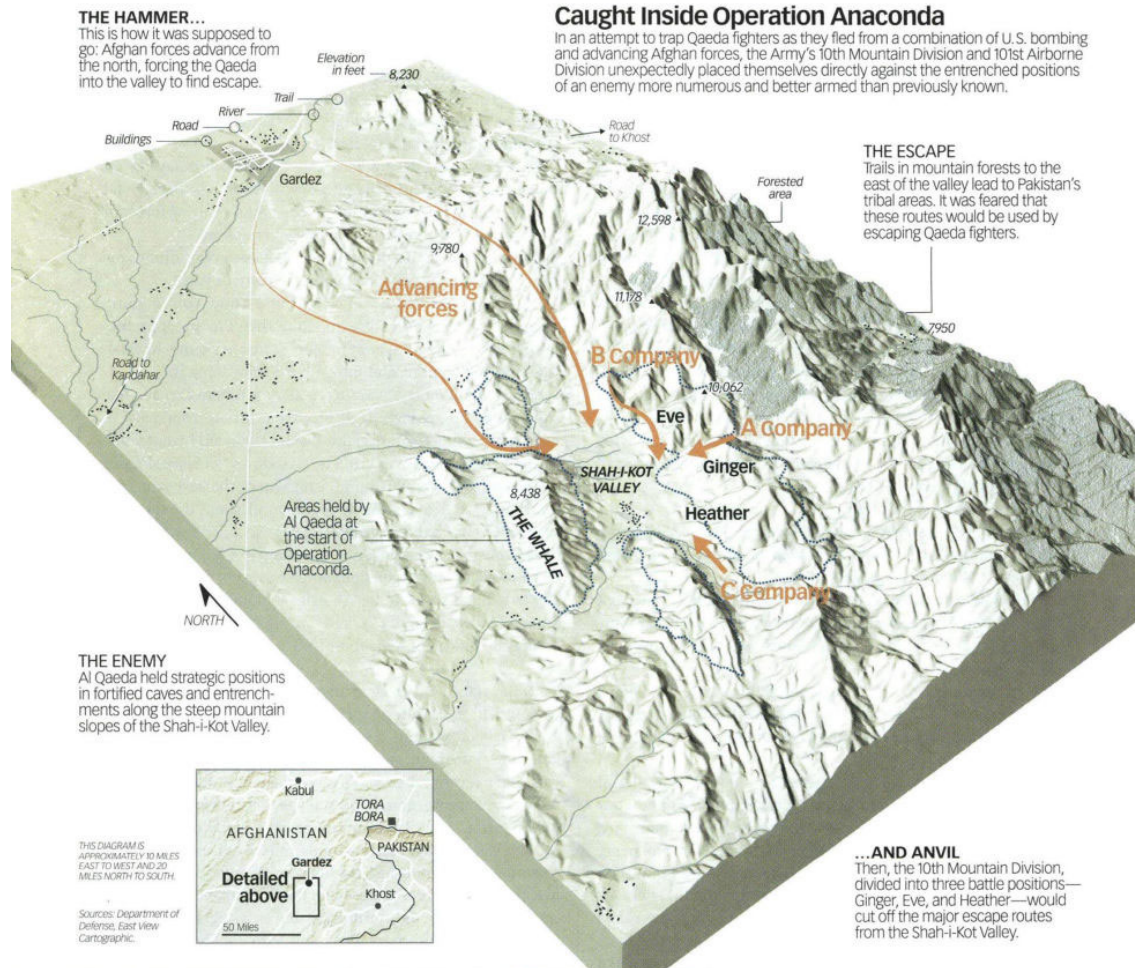 THE HAMMER...
This is how it was supposed to
go: Afghan forces advance from
the north, forcing the Qaeda
into the valley to find escape.
Caught Inside Operation Anaconda
In an attempt to trap Qaeda fighters as they fled from a combination of U.S. bombing
and advancing Afghan forces, the Army's 10th Mountain Division and 101st Airborne
Division unexpectedly placed themselves directly against the entrenched positions
of an enemy more numerous and better armed than previously known.
Elevation
in feet
8,230
Trail
River
Road
Buildings
Gardez
Road
to Khost
THE ESCAPE
Trails in mountain forests to the
east of the valley lead to Pakistan's
tribal areas. It was feared that
these routes would be used by
escaping Qaeda fighters.
Forested
area
12,598
9,780
11,178
7,950
Advancing
forces
Road to
Kandahar
B Company
10,062
Eve
A Company
Ginger
SHAH-I-KOT
VALLEY
8,438
Heather
THE WHALE
Areas held by
Al Qaeda at
the start of
Operation
Anaconda.
C Company
NORTH
THE ENEMY
Al Qaeda held strategic positions
in fortified caves and entrench-
ments along the steep mountain
slopes of the Shah-i-Kot Valley.
Kabul
TORA
BORA
AFGHANISTAN
PAKISTAN
Gardez
Detailed
above
Khost
50 Miles
THIS DIAGRAM IS
APPROXIMATELY 10 MILES
EAST TO WEST AND 20
MILES NORTH TO SOUTH.
Sources: Department of
Defense, East View
Cartographic.
...AND ANVIL
Then, the 10th Mountain Division,
divided into three battle positions—
Ginger, Eve, and Heather—would
cut off the major escape routes
from the Shah-i-Kot Valley.